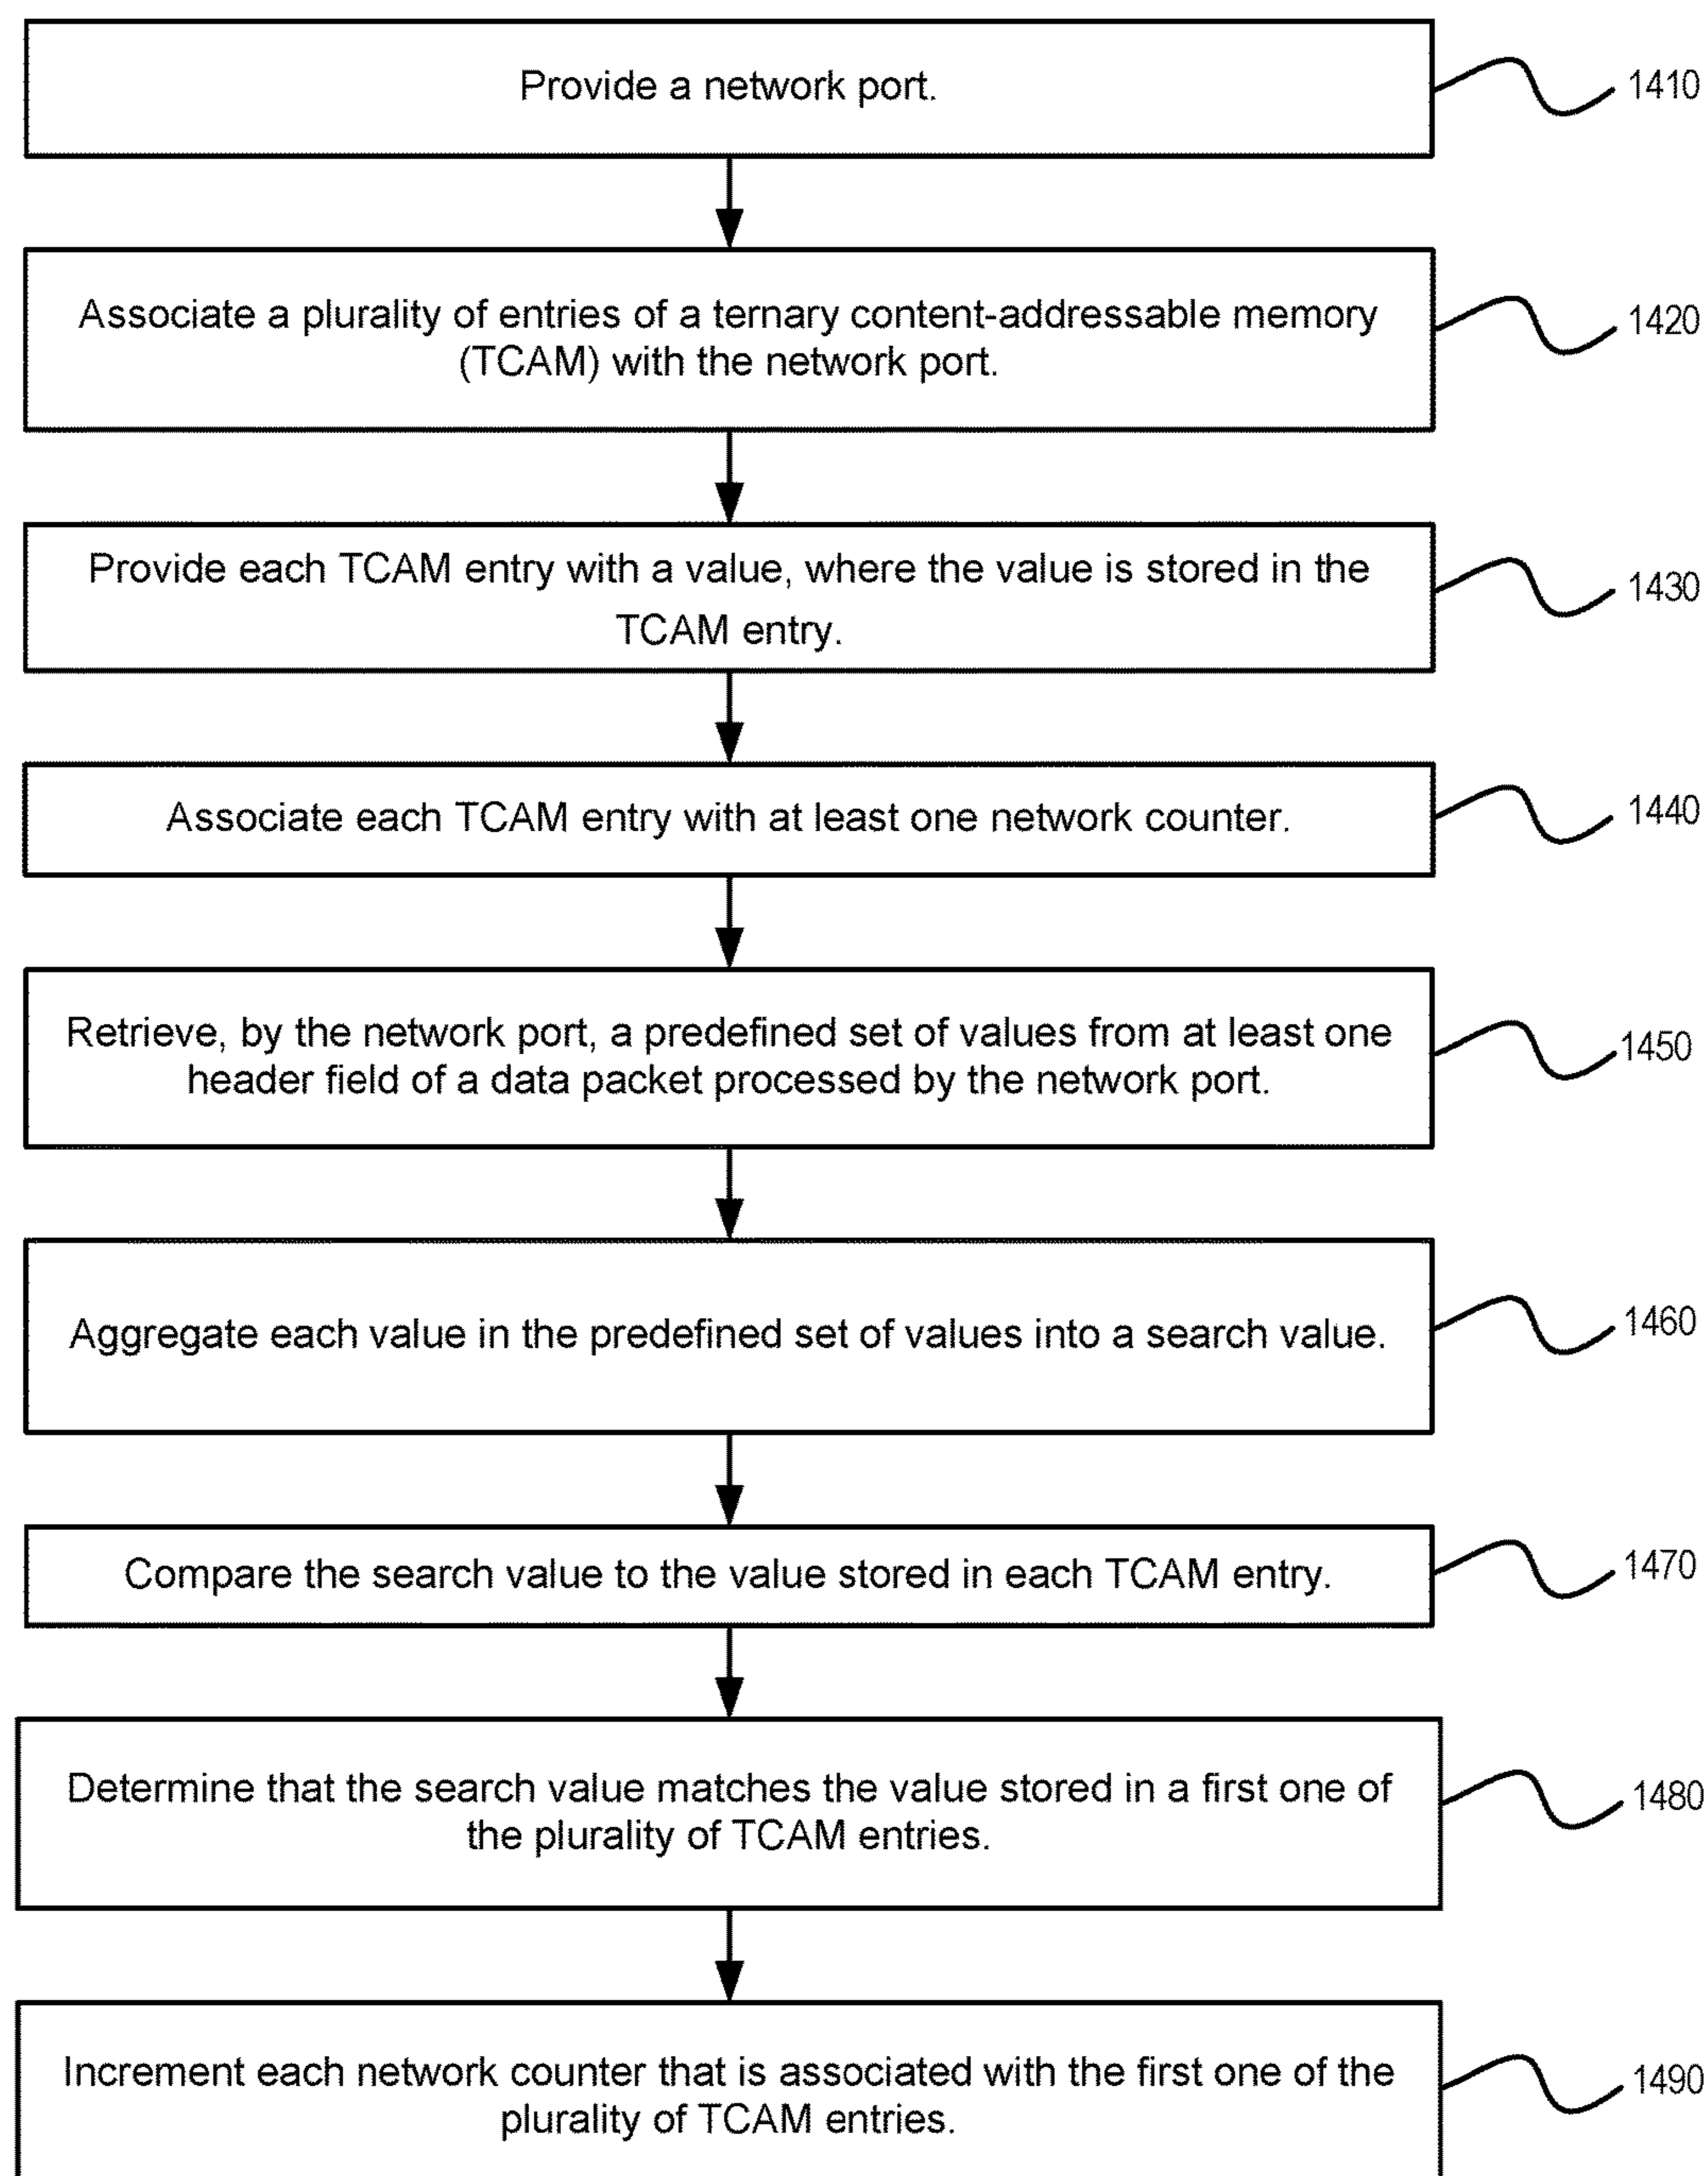 Provide a network port.
1410
Associate a plurality of entries of a ternary content-addressable memory
(TCAM) with the network port.
1420
Provide each TCAM entry with a value, where the value is stored in the
TCAM entry.
1430
Associate each TCAM entry with at least one network counter.
1440
Retrieve, by the network port, a predefined set of values from at least one
header field of a data packet processed by the network port.
1450
Aggregate each value in the predefined set of values into a search value.
1460
Compare the search value to the value stored in each TCAM entry.
1470
Determine that the search value matches the value stored in a first one of
the plurality of TCAM entries.
1480
Increment each network counter that is associated with the first one of the
plurality of TCAM entries.
1490